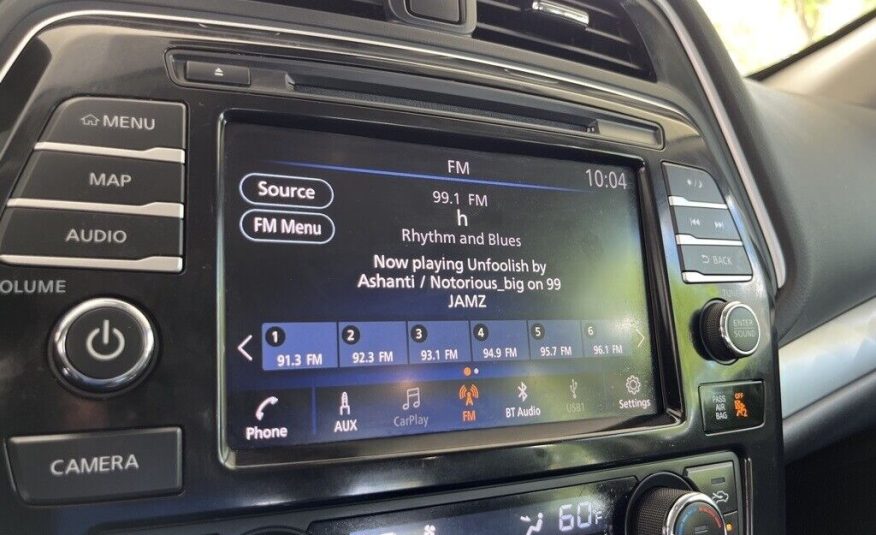 MENU
MAP
AUDIO
VOLUME
CAMERA
FM
10:04
Source
FM Menu
99.1 FM
h
Rhythm and Blues
Now playing Unfoolish by
Ashanti / Notorious_big on 99
JAMZ
1 2 3 4 5 6
91.3 FM 92.3 FM 93.1 FM 94.9 FM 95.7 FM 96.1 FM
Phone AUX CarPlay FM BT Audio USB1 Settings
BACK
ENTER
SOUND
PASS
AIR
BAG
OFF
60°F